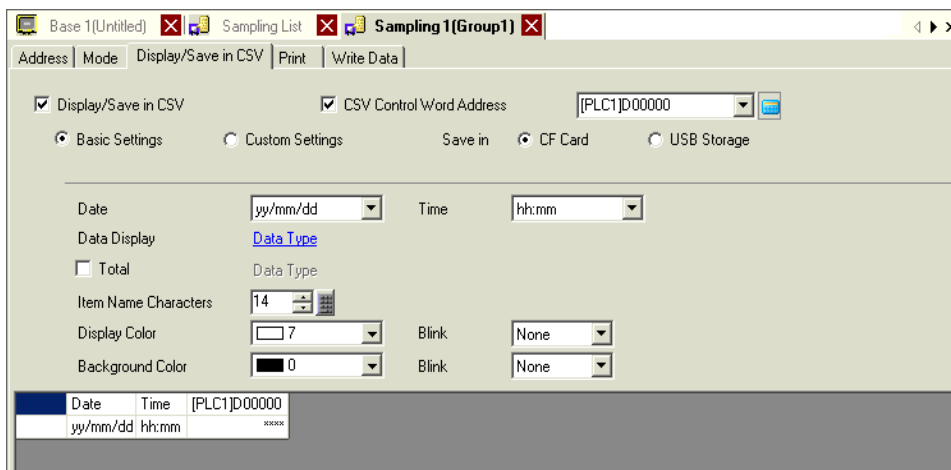 Base 1(Untitled) Sampling List Sampling 1(Group1)
Address Mode Display/Save in CSV Print Write Data
Display/Save in CSV CSV Control Word Address [PLC1]D00000
Basic Settings Custom Settings Save in CF Card USB Storage
Date yy/mm/dd Time hh:mm
Data Display Data Type
Total Data Type
Item Name Characters 14
Display Color 7 Blink None
Background Color 0 Blink None
Date Time [PLC1]D00000
yy/mm/dd hh:mm ****